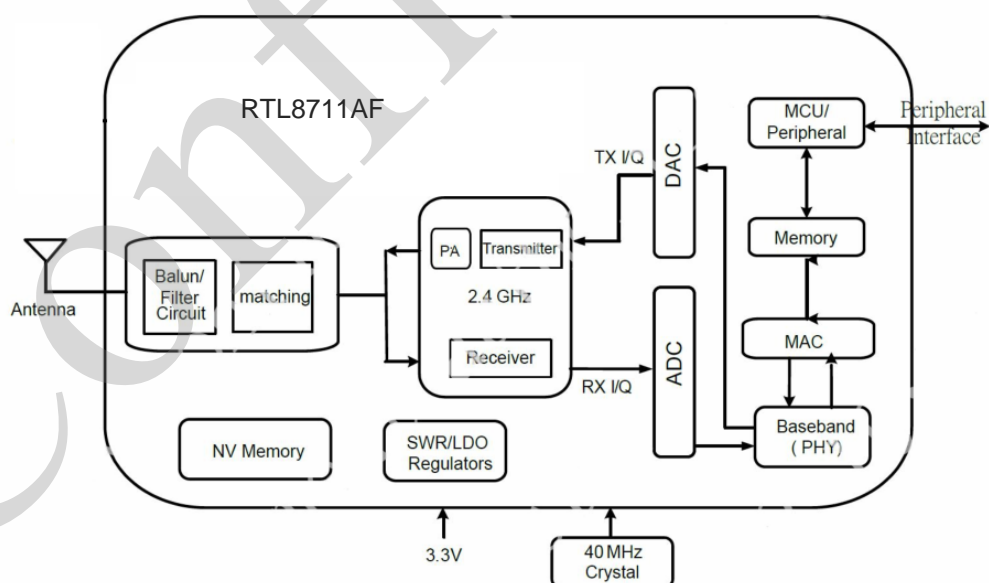 RTL8711AF
MCU/
Peripheral
Peripheral
Interface
TX I/Q
DAC
Memory
PA
Transmitter
2.4 GHz
Receiver
Balun/
Filter
Circuit
matching
Antenna
RX I/Q
ADC
MAC
Baseband
( PHY)
NV Memory
SWR/LDO
Regulators
3.3V
40 MHz
Crystal
Conf